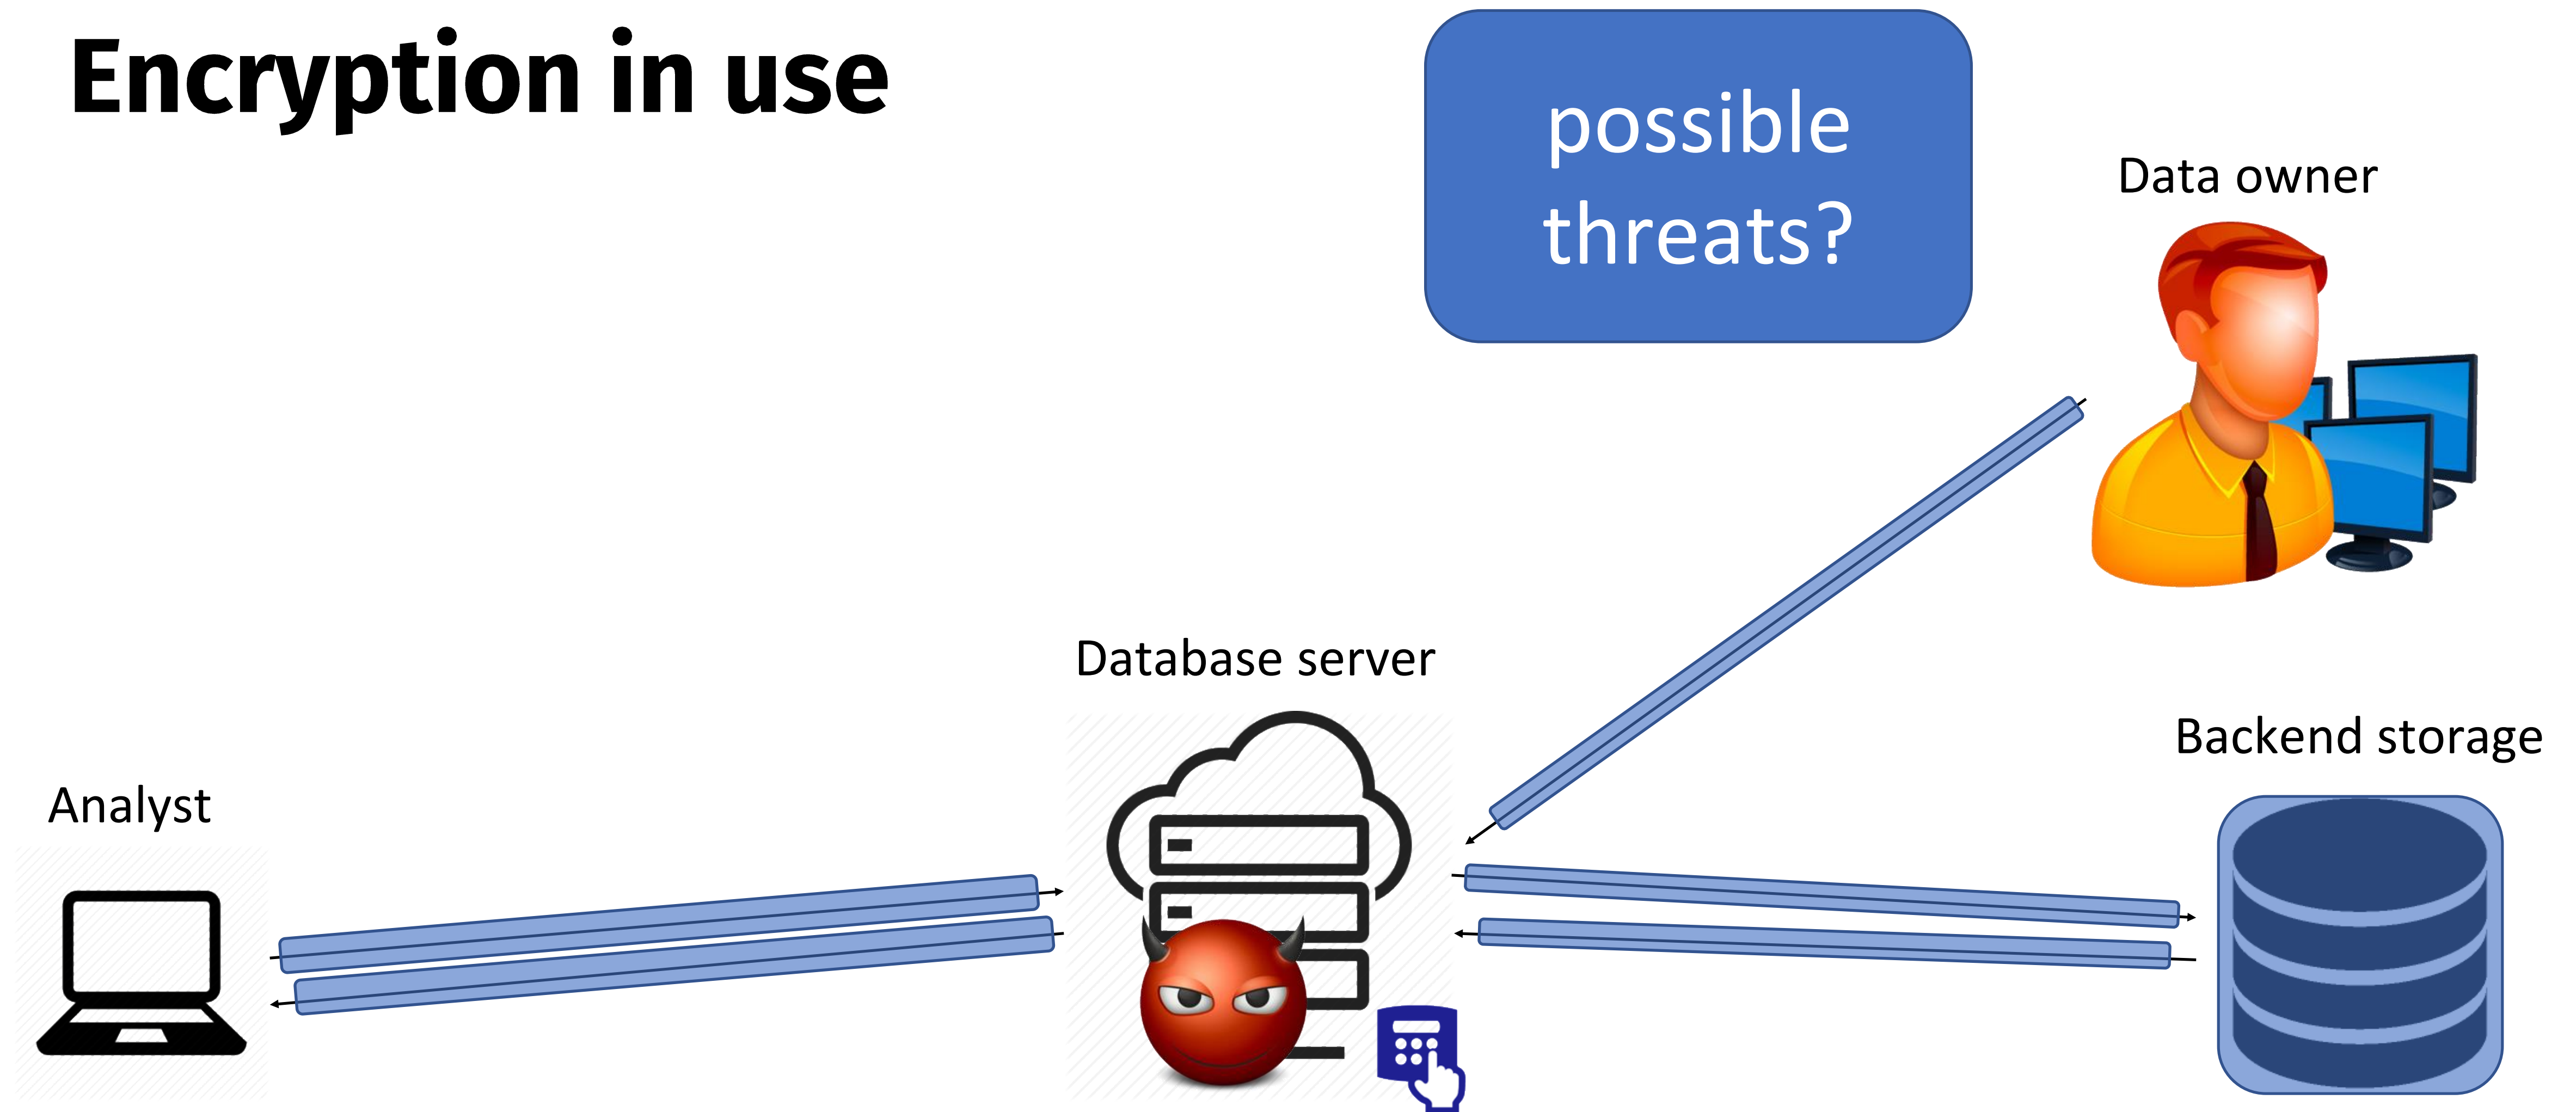 Encryption in use
possible
threats?
Data owner
Database server
Backend storage
Analyst